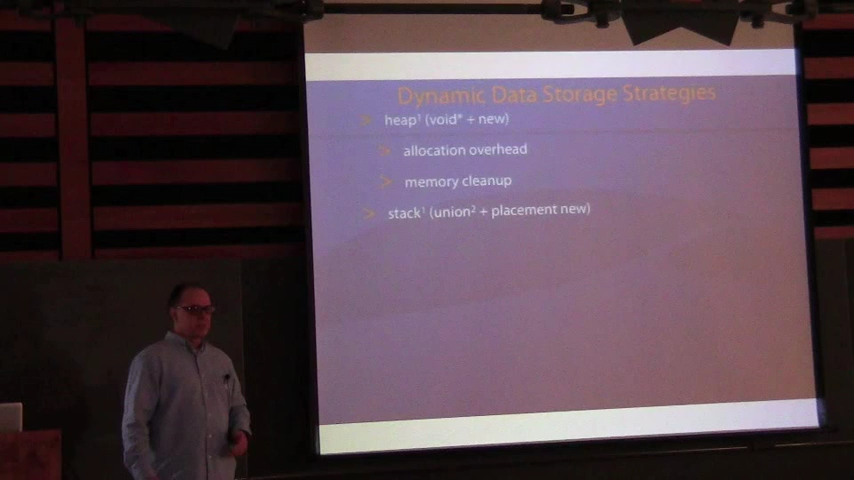 Dynamic Data Storage Strategies
> heap¹ (void* + new)
> allocation overhead
> memory cleanup
> stack¹ (union² + placement new)